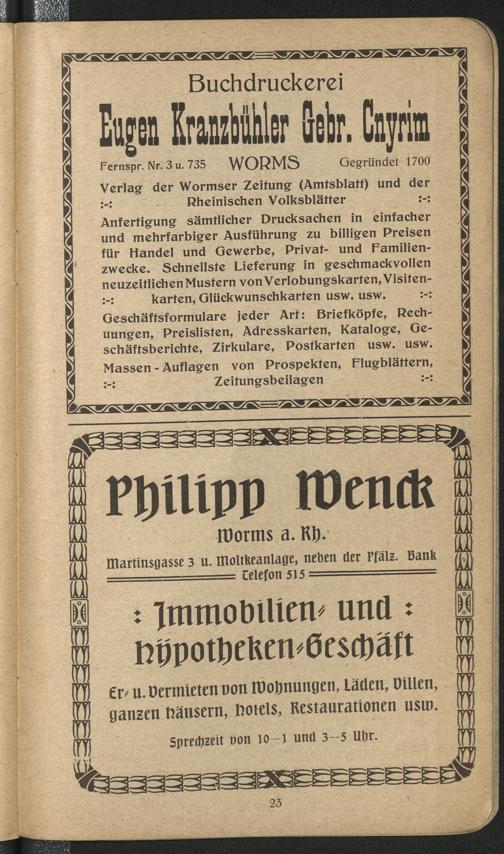 Buchdruckerei
Eugen Kranzbühler Gebr. Cnyrim
Fernspr. Nr. 3 u. 735 WORMS Gegründet 1700
Verlag der Wormser Zeitung (Amtsblatt) und der
:-: Rheinischen Volksblätter :-:
Anfertigung sämtlicher Drucksachen in einfacher
und mehrfarbiger Ausführung zu billigen Preisen
für Handel und Gewerbe, Privat- und Familien-
zwecke. Schnellste Lieferung in geschmackvollen
neuzeitlichen Mustern von Verlobungskarten, Visiten-
:-: karten, Glückwunschkarten usw. usw. :-:
Geschäftsformulare jeder Art: Briefköpfe, Rech-
uungen, Preislisten, Adresskarten, Kataloge, Ge-
schäftsberichte, Zirkulare, Postkarten usw. usw.
Massen-Auflagen von Prospekten, Flugblättern,
:-: Zeitungsbeilagen :-:
Philipp Wenck
Worms a. Rh.
Martinsgasse 3 u. Moltkeanlage, neben der Pfälz. Bank
Telefon 515
: Immobilien- und :
Hypotheken-Geschäft
Er- u. Vermieten von Wohnungen, Läden, Villen,
ganzen Häusern, Hotels, Restaurationen usw.
Sprechzeit von 10—1 und 3—5 Uhr.
23